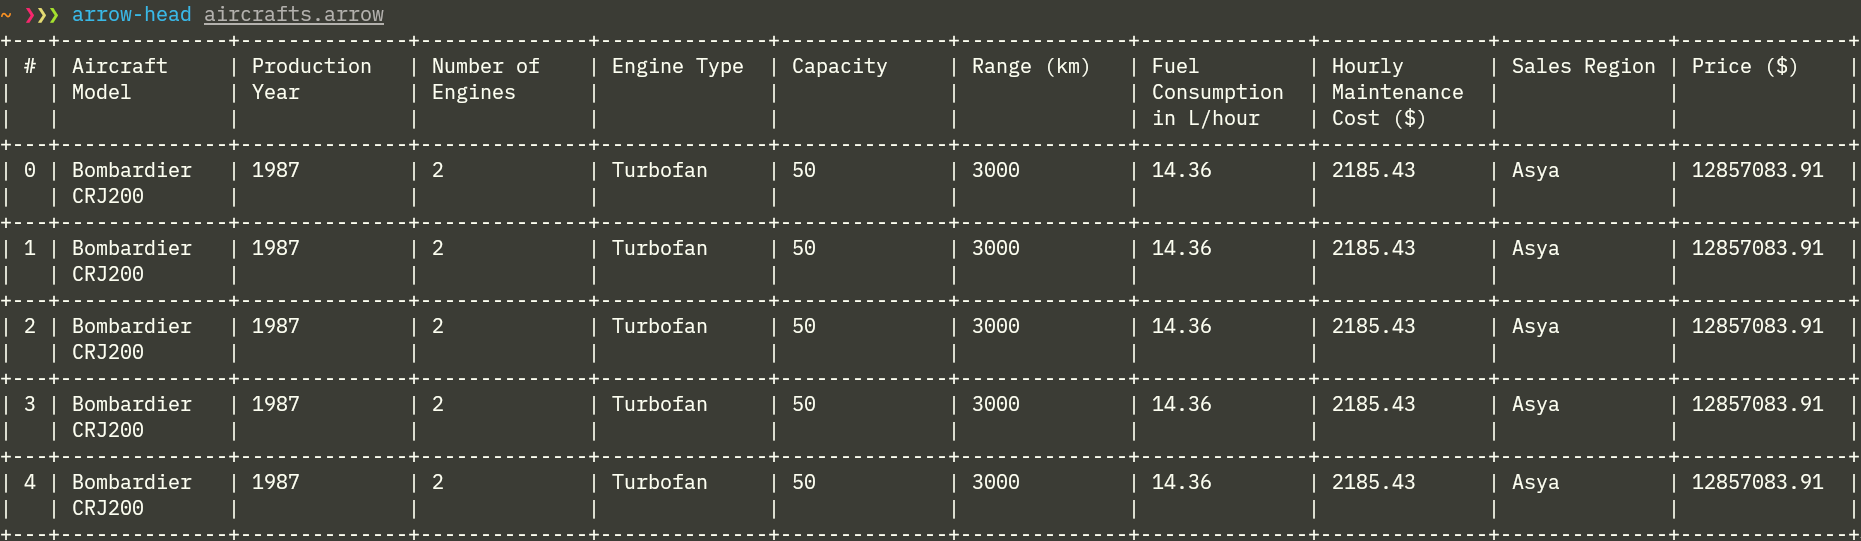 ~ ❯❯❯ arrow-head aircrafts.arrow
+---+--------------+--------------+--------------+--------------+--------------+--------------+--------------+--------------+--------------+--------------+
| # | Aircraft     | Production   | Number of    | Engine Type  | Capacity     | Range (km)   | Fuel         | Hourly       | Sales Region | Price ($)    |
|   | Model        | Year         | Engines      |              |              |              | Consumption  | Maintenance  |              |              |
|   |              |              |              |              |              |              | in L/hour    | Cost ($)     |              |              |
+---+--------------+--------------+--------------+--------------+--------------+--------------+--------------+--------------+--------------+--------------+
| 0 | Bombardier   | 1987         | 2            | Turbofan     | 50           | 3000         | 14.36        | 2185.43      | Asya         | 12857083.91  |
|   | CRJ200       |              |              |              |              |              |              |              |              |              |
+---+--------------+--------------+--------------+--------------+--------------+--------------+--------------+--------------+--------------+--------------+
| 1 | Bombardier   | 1987         | 2            | Turbofan     | 50           | 3000         | 14.36        | 2185.43      | Asya         | 12857083.91  |
|   | CRJ200       |              |              |              |              |              |              |              |              |              |
+---+--------------+--------------+--------------+--------------+--------------+--------------+--------------+--------------+--------------+--------------+
| 2 | Bombardier   | 1987         | 2            | Turbofan     | 50           | 3000         | 14.36        | 2185.43      | Asya         | 12857083.91  |
|   | CRJ200       |              |              |              |              |              |              |              |              |              |
+---+--------------+--------------+--------------+--------------+--------------+--------------+--------------+--------------+--------------+--------------+
| 3 | Bombardier   | 1987         | 2            | Turbofan     | 50           | 3000         | 14.36        | 2185.43      | Asya         | 12857083.91  |
|   | CRJ200       |              |              |              |              |              |              |              |              |              |
+---+--------------+--------------+--------------+--------------+--------------+--------------+--------------+--------------+--------------+--------------+
| 4 | Bombardier   | 1987         | 2            | Turbofan     | 50           | 3000         | 14.36        | 2185.43      | Asya         | 12857083.91  |
|   | CRJ200       |              |              |              |              |              |              |              |              |              |
+---+--------------+--------------+--------------+--------------+--------------+--------------+--------------+--------------+--------------+--------------+